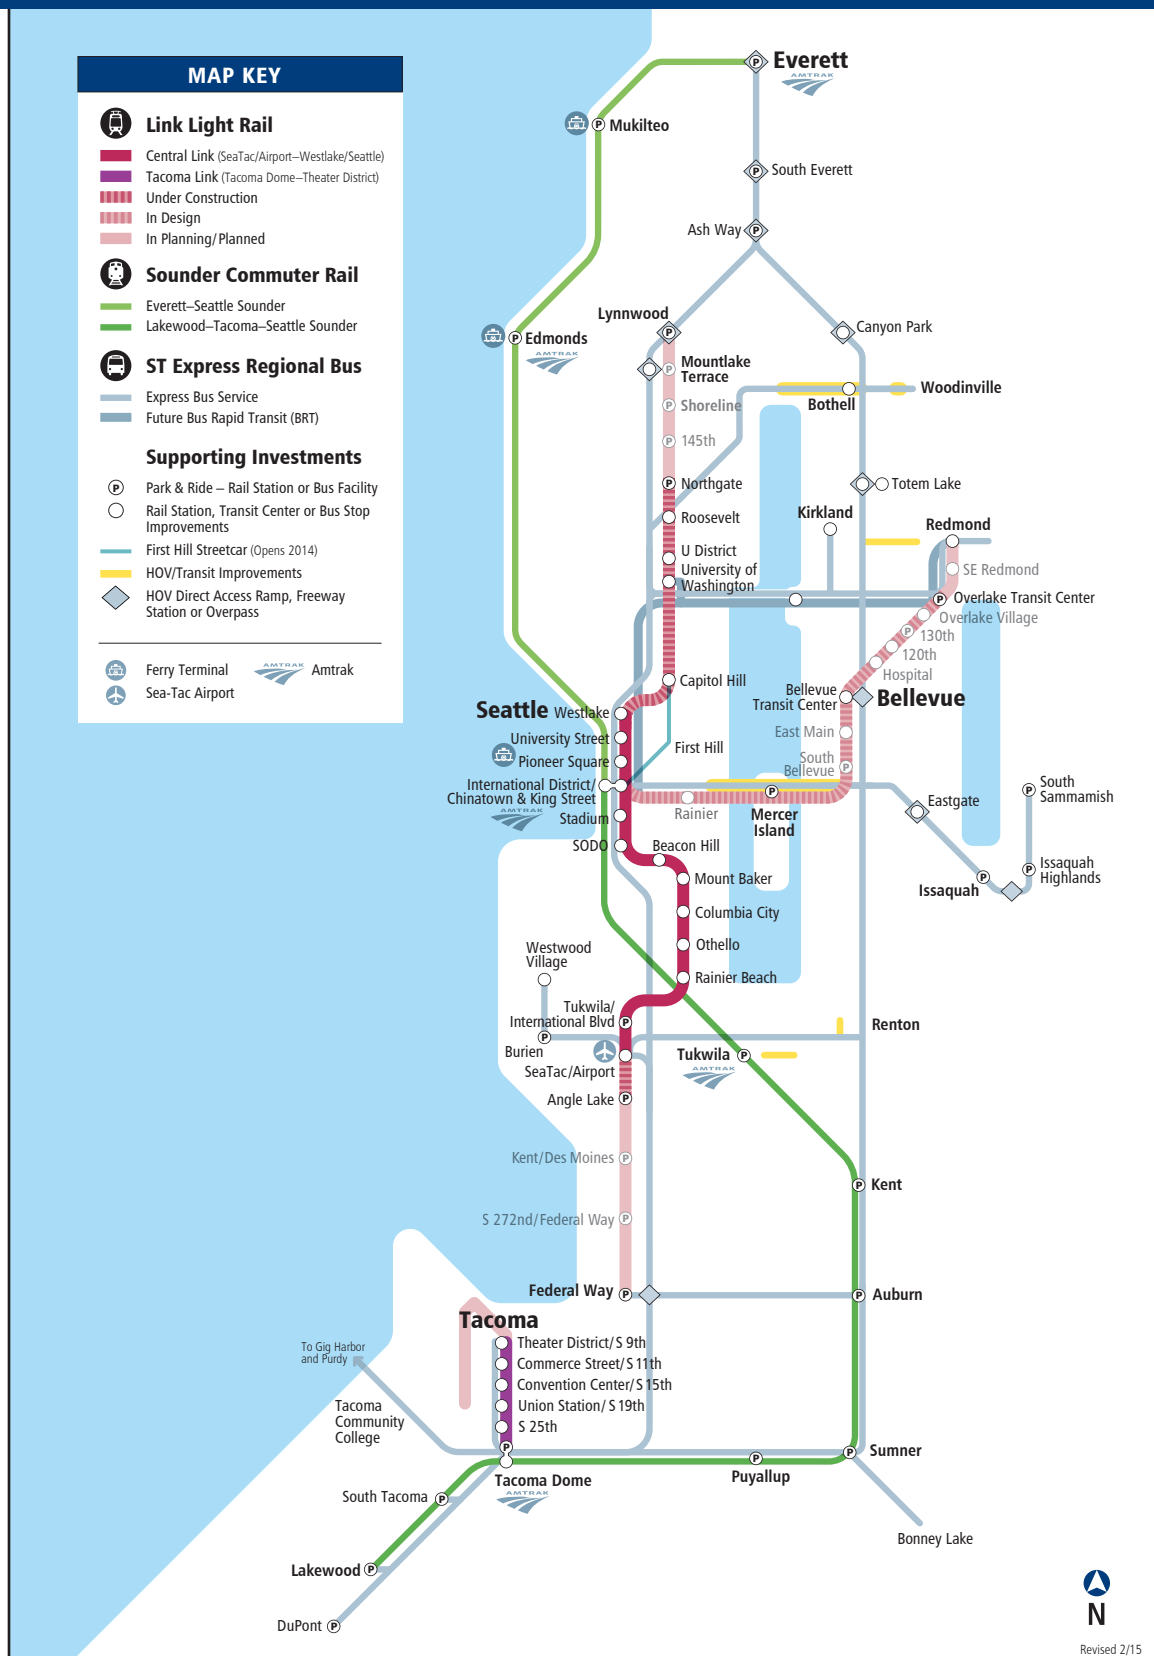 MAP KEY
Link Light Rail
Central Link (SeaTac/Airport–Westlake/Seattle)
Tacoma Link (Tacoma Dome–Theater District)
Under Construction
In Design
In Planning/Planned
Sounder Commuter Rail
Everett–Seattle Sounder
Lakewood–Tacoma–Seattle Sounder
ST Express Regional Bus
Express Bus Service
Future Bus Rapid Transit (BRT)
Supporting Investments
P
Park & Ride – Rail Station or Bus Facility
Rail Station, Transit Center or Bus Stop
Improvements
First Hill Streetcar (Opens 2014)
HOV/Transit Improvements
HOV Direct Access Ramp, Freeway
Station or Overpass
Ferry Terminal
AMTRAK
Amtrak
Sea-Tac Airport
P
Everett
AMTRAK
P
Mukilteo
P
South Everett
Ash Way
P
Lynnwood
P
Canyon Park
P
Edmonds
AMTRAK
P
Mountlake
Terrace
P
Shoreline
Woodinville
Bothell
P
145th
P
Northgate
Totem Lake
Roosevelt
Kirkland
Redmond
U District
University of
Washington
SE Redmond
P
Overlake Transit Center
Overlake Village
P
130th
120th
Hospital
Capitol Hill
Bellevue
Transit Center
Bellevue
Seattle
Westlake
University Street
East Main
First Hill
Pioneer Square
South
Bellevue
P
International District/
Chinatown & King Street
AMTRAK
P
Rainier
Mercer
Island
Eastgate
P
South
Sammamish
Stadium
SODO
Beacon Hill
Mount Baker
P
Issaquah
P
Issaquah
Highlands
Columbia City
Othello
Westwood
Village
Rainier Beach
Tukwila/
International Blvd
P
Renton
P
Burien
SeaTac/Airport
Tukwila
P
AMTRAK
Angle Lake
P
Kent/Des Moines
P
P
Kent
S 272nd/Federal Way
P
Federal Way
P
P
Auburn
Tacoma
To Gig Harbor
and Purdy
Theater District/S 9th
Commerce Street/S 11th
Convention Center/S 15th
Union Station/S 19th
S 25th
Tacoma
Community
College
P
Tacoma Dome
AMTRAK
P
Puyallup
P
Sumner
South Tacoma
P
Bonney Lake
Lakewood
P
DuPont
P
N
Revised 2/15